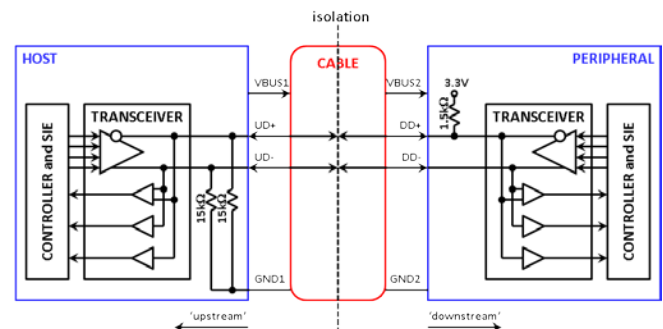 isolation
HOST
CABLE
PERIPHERAL
VBUS1
VBUS2
3.3V
1.5kΩ
TRANSCEIVER
TRANSCEIVER
UD+
DD+
UD-
DD-
CONTROLLER and SIE
CONTROLLER and SIE
15kΩ
15kΩ
GND1
GND2
'upstream'
'downstream'